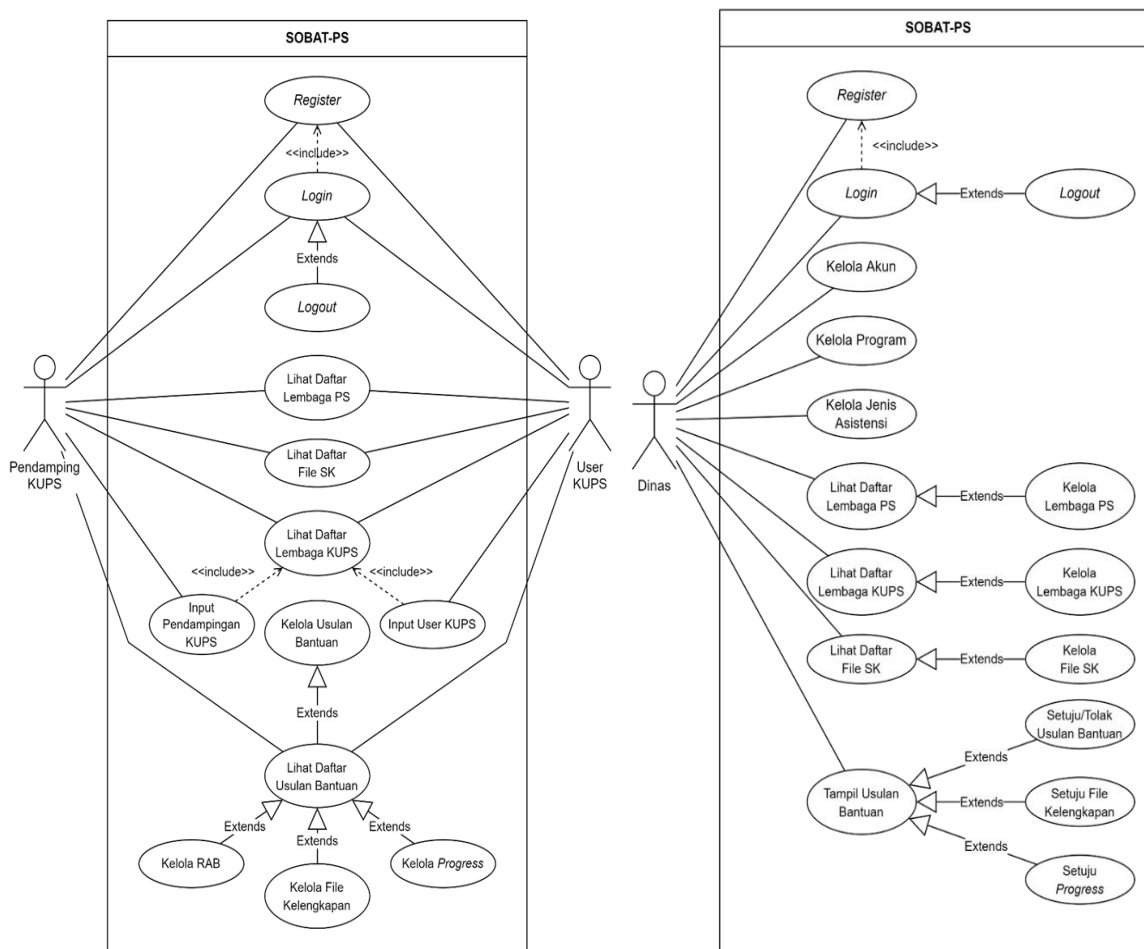 SOBAT-PS
Register
<<include>>
Login
Extends
Logout
Lihat Daftar
Lembaga PS
Lihat Daftar
File SK
Pendamping
KUPS
User
KUPS
Lihat Daftar
Lembaga KUPS
<<include>>
<<include>>
Input
Pendampingan
KUPS
Input User KUPS
Kelola Usulan
Bantuan
Extends
Lihat Daftar
Usulan Bantuan
Extends
Extends
Extends
Kelola RAB
Kelola File
Kelengkapan
Kelola Progress
SOBAT-PS
Register
<<include>>
Login
Extends
Logout
Kelola Akun
Kelola Program
Kelola Jenis
Asistensi
Dinas
Lihat Daftar
Lembaga PS
Extends
Kelola
Lembaga PS
Lihat Daftar
Lembaga KUPS
Extends
Kelola
Lembaga KUPS
Lihat Daftar
File SK
Extends
Kelola
File SK
Setuju/Tolak
Usulan Bantuan
Extends
Tampil Usulan
Bantuan
Extends
Setuju File
Kelengkapan
Extends
Setuju
Progress